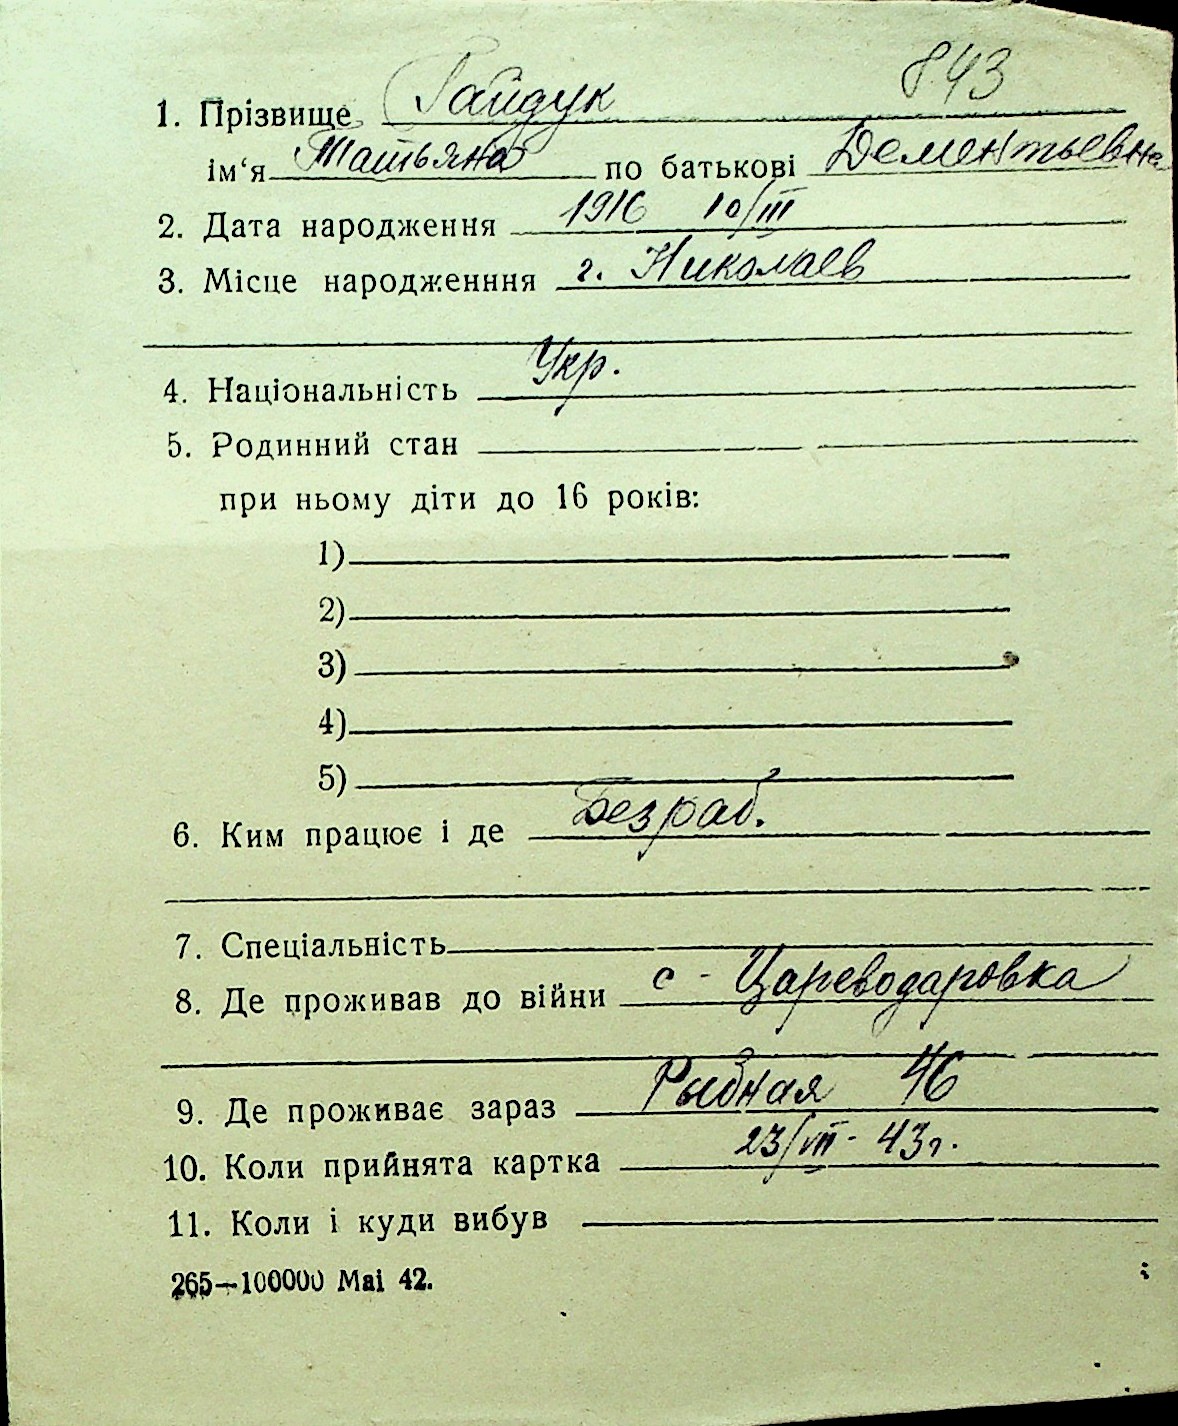 843
1. Прізвище Гайдук
ім‘я Татьяна по батькові Дементьевна
2. Дата народження 1916 10/III
3. Місце народженння г. Николаев
4. Національність Укр.
5. Родинний стан
при ньому діти до 16 років:
1)
2)
3)
4)
5)
6. Ким працює і де Безраб.
7. Спеціальність
8. Де проживав до війни с - Цареводаровка
9. Де проживає зараз Рыбная 46
10. Коли прийнята картка 23/VII - 43 г.
11. Коли і куди вибув
265—100000 Mai 42.